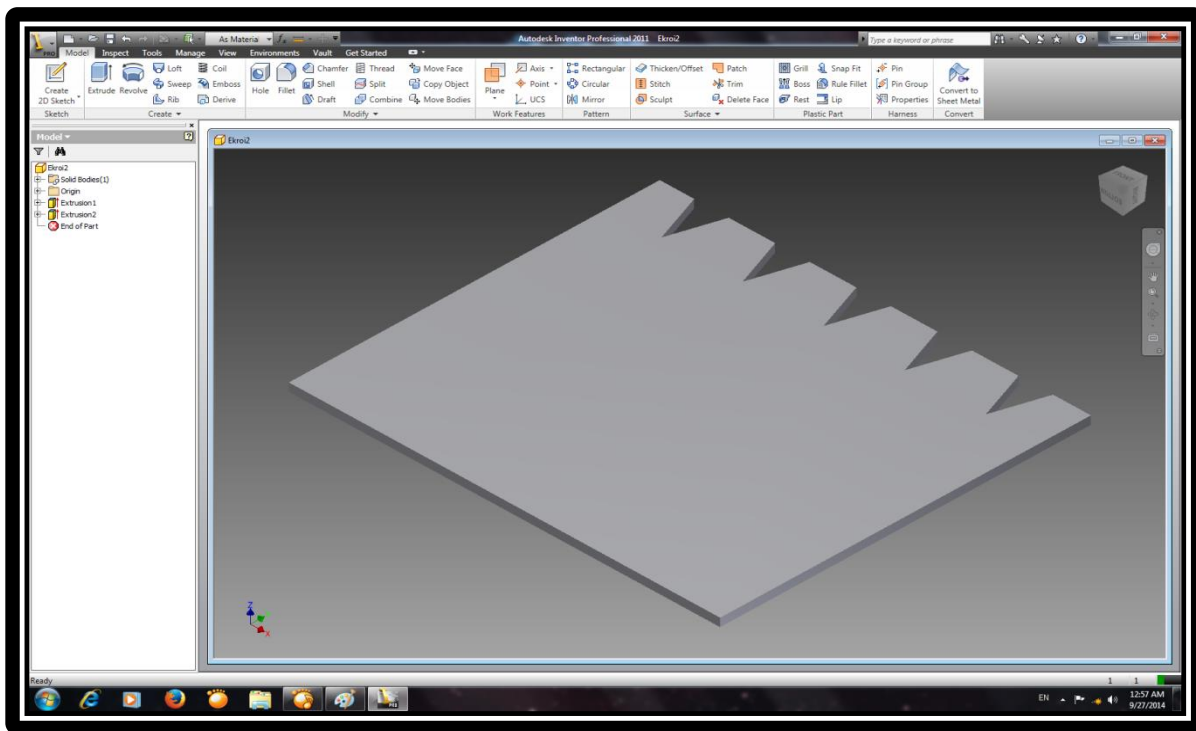 As Material
Autodesk Inventor Professional 2011 Ekroi2
Type a keyword or phrase
PRO Model Inspect Tools Manage View Environments Vault Get Started
Create 2D Sketch
Extrude Revolve
Loft Coil
Sweep Emboss
Rib Derive
Hole Fillet
Chamfer Thread Move Face
Shell Split Copy Object
Draft Combine Move Bodies
Plane
Axis
Point
UCS
Rectangular
Circular
Mirror
Thicken/Offset Patch
Stitch Trim
Sculpt Delete Face
Grill Snap Fit
Boss Rule Fillet
Rest Lip
Pin
Pin Group
Properties
Convert to Sheet Metal
Sketch Create Modify Work Features Pattern Surface Plastic Part Harness Convert
Model
Ekroi2
Solid Bodies(1)
Origin
Extrusion1
Extrusion2
End of Part
Ekroi2
Z
X
Ready
1 1
EN
12:57 AM
9/27/2014